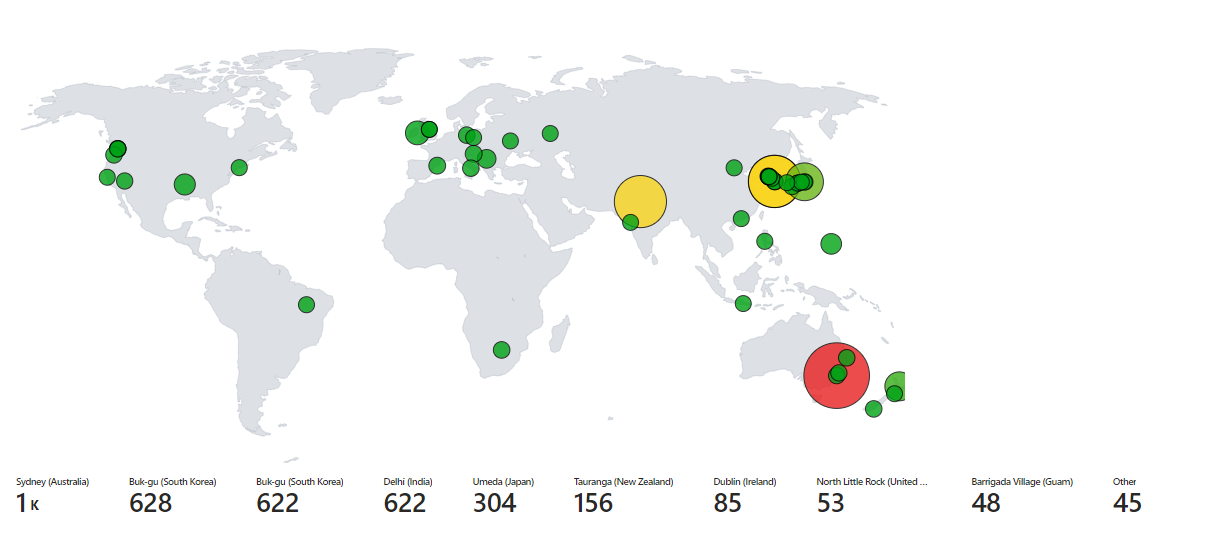 Sydney (Australia) Buk-gu (South Korea) Buk-gu (South Korea) Delhi (India) Umeda (Japan) Tauranga (New Zealand) Dublin (Ireland) North Little Rock (United ... Barrigada Village (Guam) Other
1 K 628 622 622 304 156 85 53 48 45